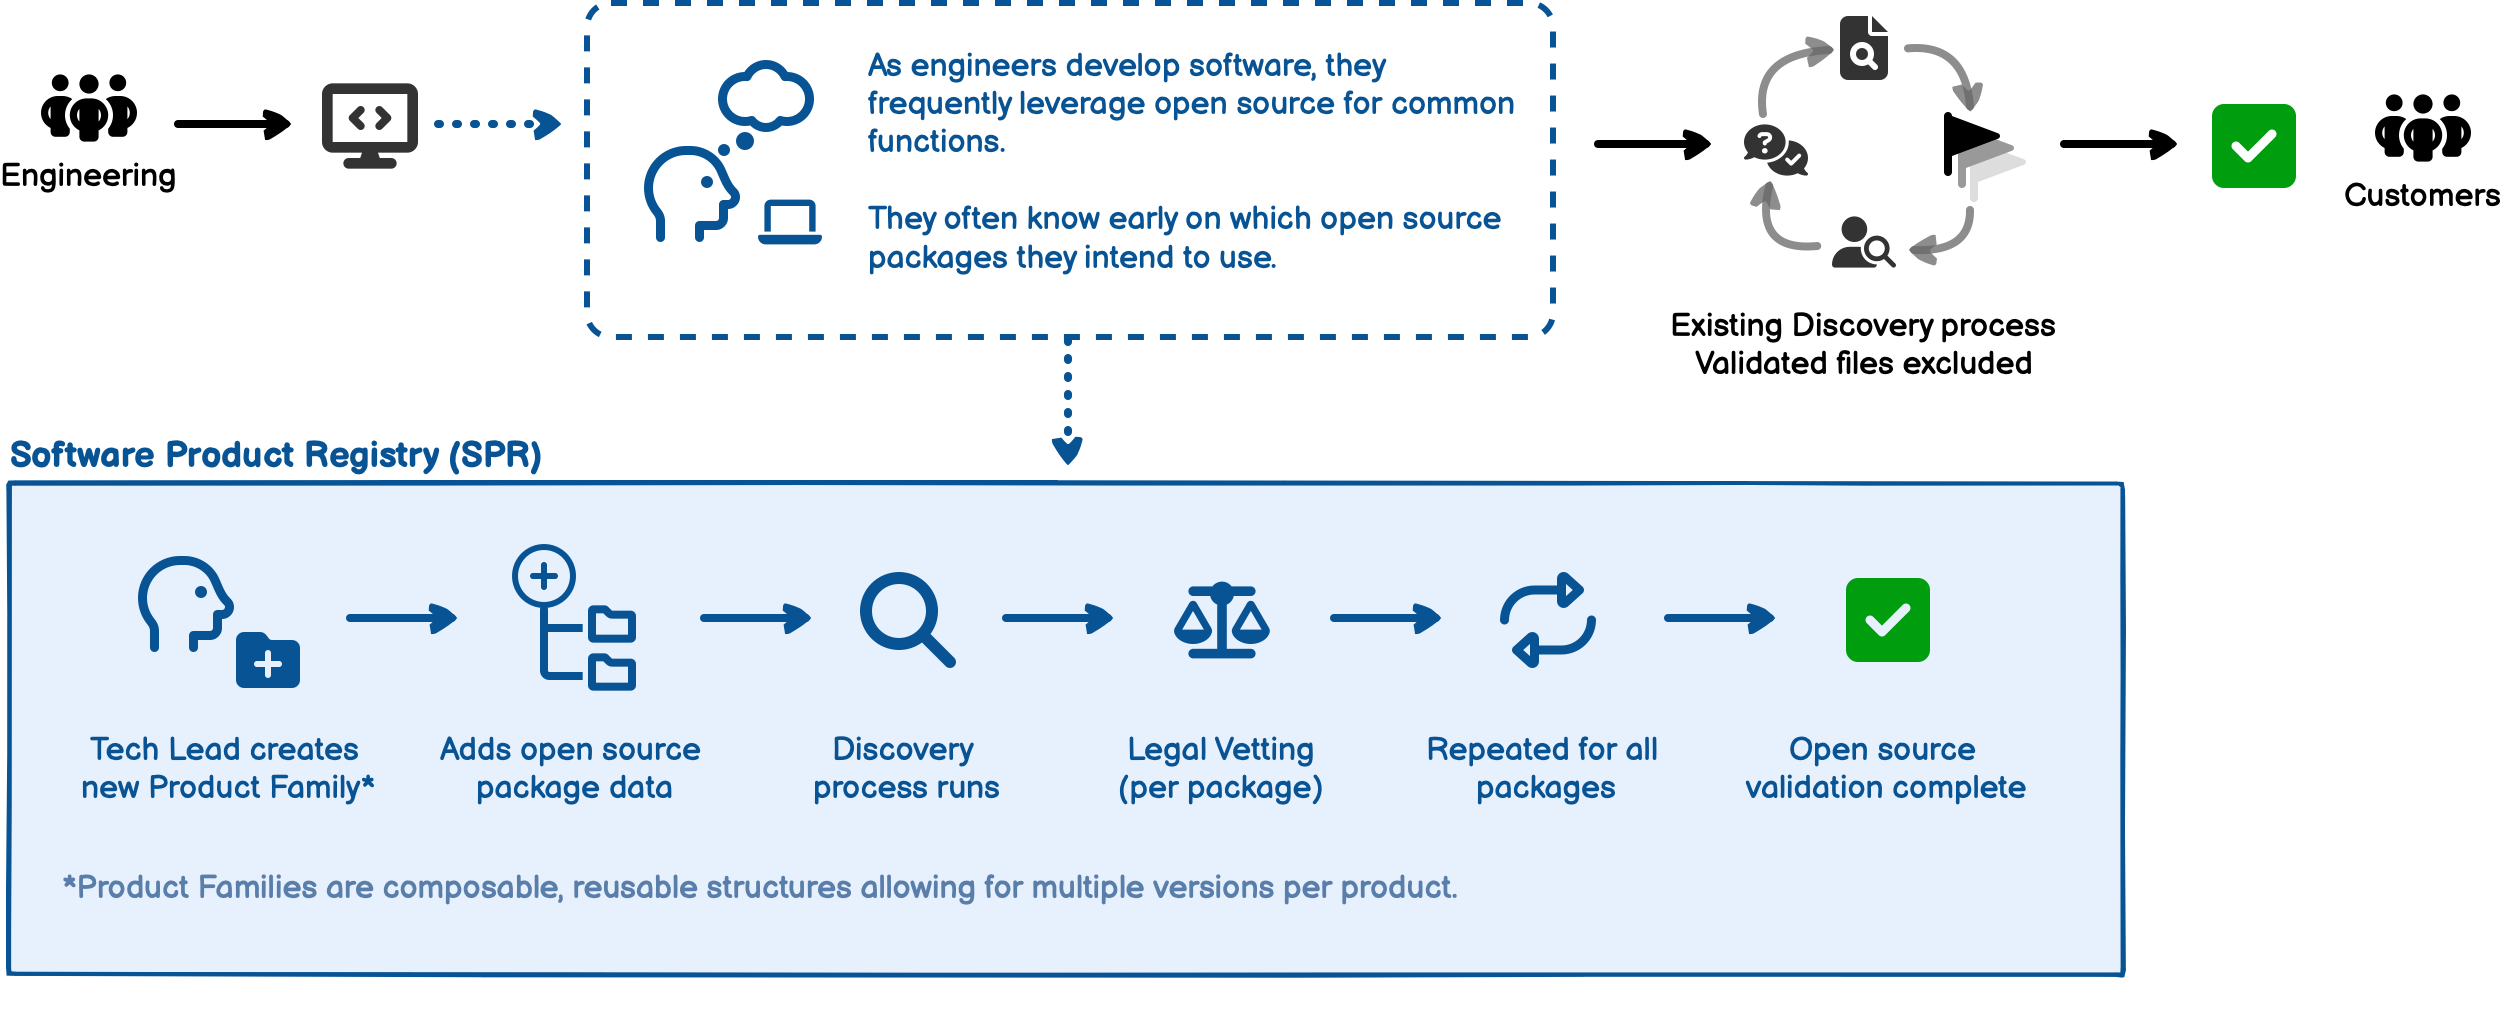 Engineering
As engineers develop software, they
frequently leverage open source for common
functions.
They often know early on which open source
packages they intend to use.
Existing Discovery process
Validated files excluded
Customers
Software Product Registry (SPR)
Tech Lead creates
new Product Family*
Adds open source
package data
Discovery
process runs
Legal Vetting
(per package)
Repeated for all
packages
Open source
validation complete
*Product Families are composable, reusable structures allowing for multiple versions per product.